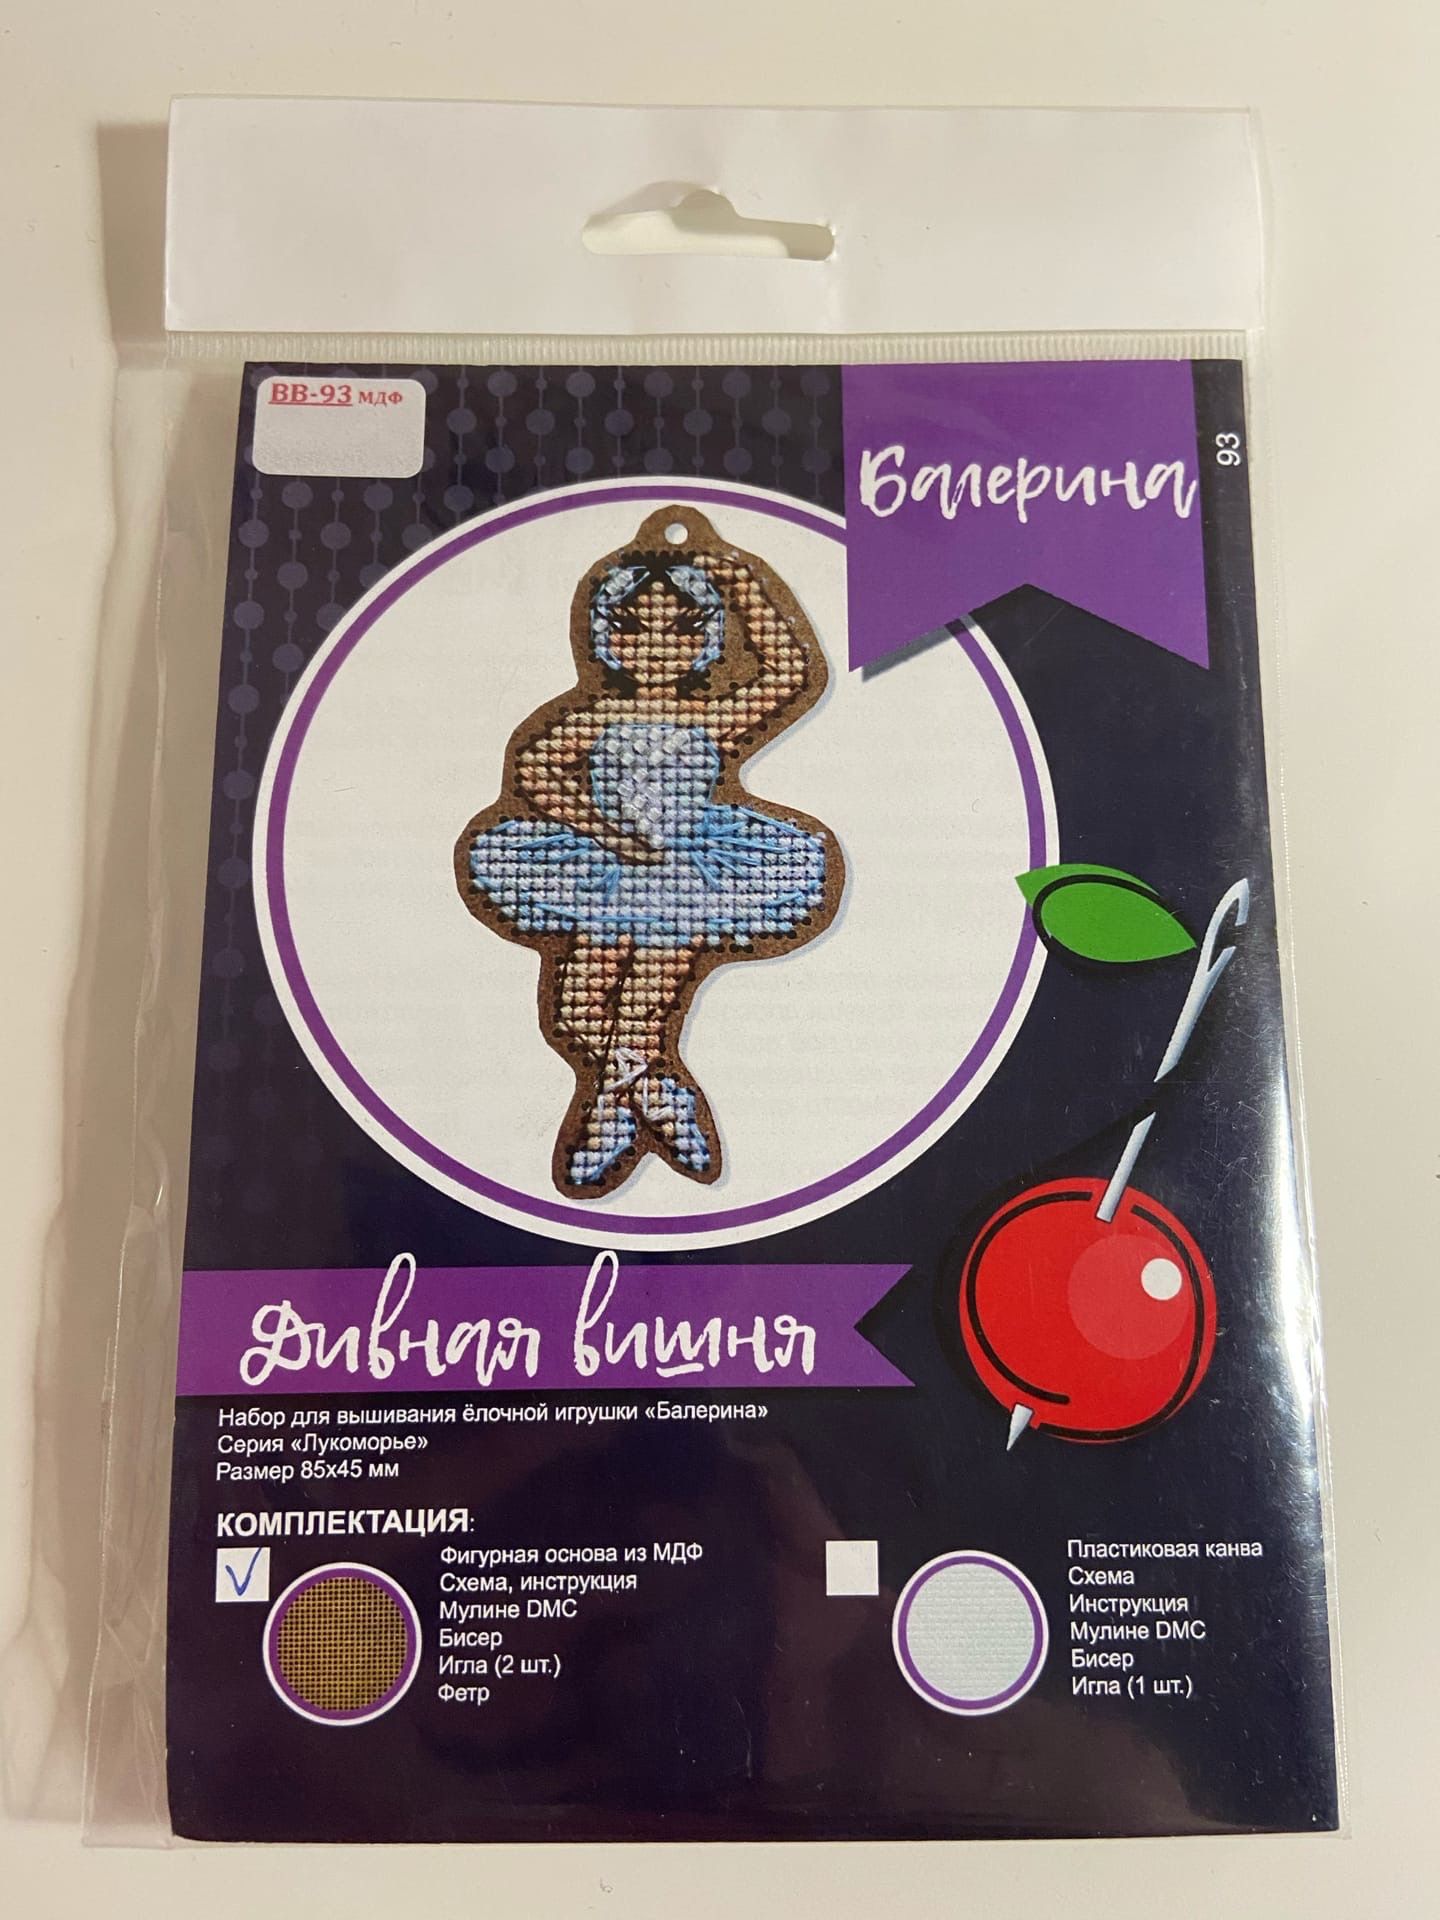 ВВ-93 МДФ
Балерина
93
Дивная вишня
Набор для вышивания ёлочной игрушки «Балерина»
Серия «Лукоморье»
Размер 85х45 мм
КОМПЛЕКТАЦИЯ:
Фигурная основа из МДФ
Схема, инструкция
Мулине DMC
Бисер
Игла (2 шт.)
Фетр
Пластиковая канва
Схема
Инструкция
Мулине DMC
Бисер
Игла (1 шт.)